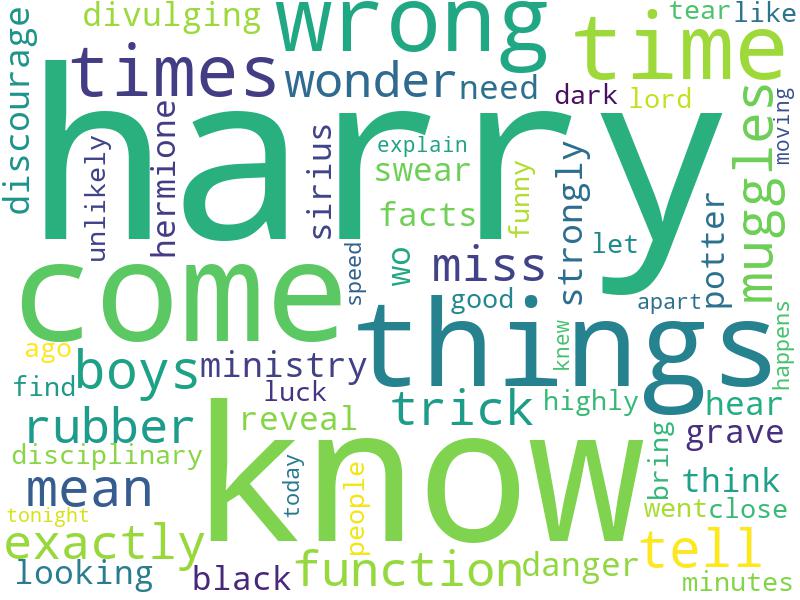 divulging
wrong
time
tear
like
discourage
times
wonder
need
dark
lord
harry
muggles
moving
unlikely
hermione
sirius
explain
swear
facts
funny
strongly
potter
come
speed
wo
miss
let
good
apart
things
knew
happens
ago
boys
ministry
find
luck
trick
highly
hear
rubber
reveal
know
grave
disciplinary
mean
today
people
bring
think
tonight
went
close
exactly
tell
looking
black
function
danger
minutes